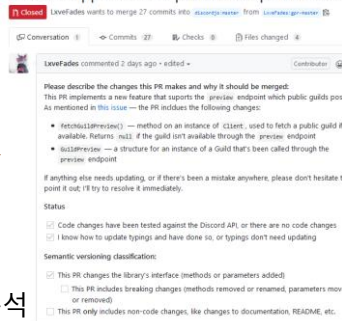 Closed LxveFades wants to merge 27 commits into discordjs:master from LxveFades:gpr-master
Conversation 1 Commits 27 Checks 0 Files changed 4
LxveFades commented 2 days ago • edited
Contributor
Please describe the changes this PR makes and why it should be merged:
This PR implements a new feature that suports the preview endpoint which public guilds pos
As mentioned in this issue — the PR inlcldues the following changes:
• fetchGuildPreview() — method on an instance of Client, used to fetch a public guild i
available. Returns null if the guild isn't available through the preview endpoint
• GuildPreview — a structure for an instance of a Guild that's been called through the
preview endpoint
If anything else needs updating, or if there's been a mistake anywhere, please don't hesitate t
point it out; I'll try to resolve it immediately.
Status
Code changes have been tested against the Discord API, or there are no code changes
I know how to update typings and have done so, or typings don't need updating
Semantic versioning classification:
석
This PR changes the library's interface (methods or parameters added)
This PR includes breaking changes (methods removed or renamed, parameters mov
or removed)
This PR only includes non-code changes, like changes to documentation, README, etc.